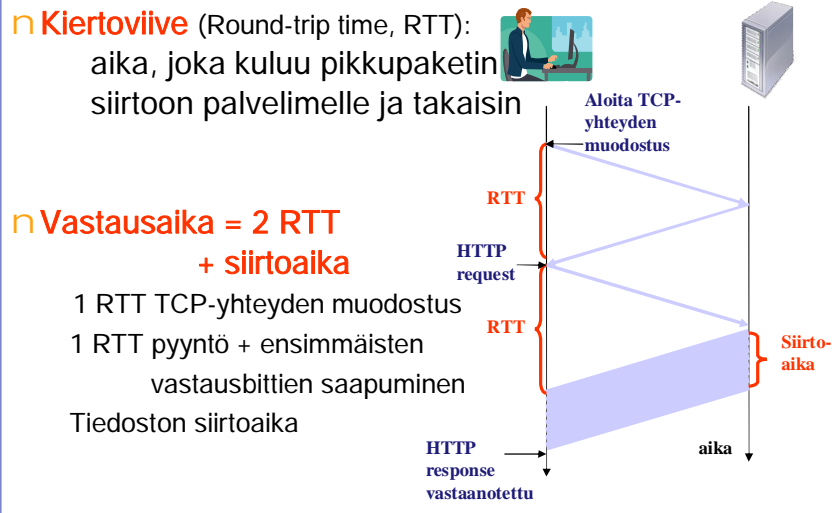 n Kiertoviive (Round-trip time, RTT):
aika, joka kuluu pikkupaketin
siirtoon palvelimelle ja takaisin
n Vastausaika = 2 RTT
+ siirtoaika
1 RTT TCP-yhteyden muodostus
1 RTT pyyntö + ensimmäisten
vastausbittien saapuminen
Tiedoston siirtoaika
Aloita TCP-
yhteyden
muodostus
RTT
HTTP
request
RTT
Siirto-
aika
HTTP
response
vastaanotettu
aika